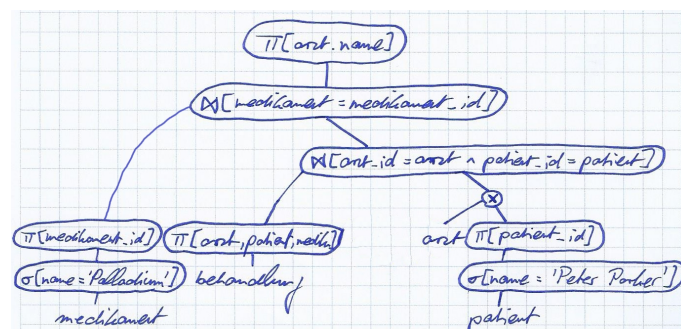 π[arzt.name]
⋈[medikament = medikament_id]
⋈[arzt_id = arzt ∧ patient_id = patient]
×
π[medikament_id] π[arzt, patient, medik.] arzt π[patient_id]
σ[name = 'Palladium'] behandlung σ[name = 'Peter Parker']
medikament patient